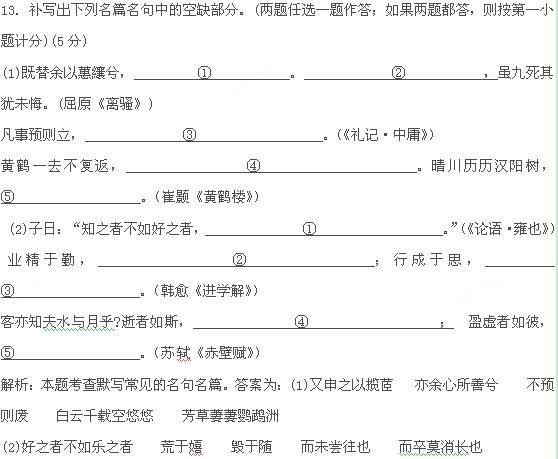 13. 补写出下列名篇名句中的空缺部分。(两题任选一题作答；如果两题都答，则按第一小
题计分)(5 分)
(1)既替余以蕙纕兮，＿＿＿＿①＿＿＿＿。＿＿＿＿②＿＿＿＿，虽九死其
犹未悔。(屈原《离骚》)
凡事预则立，＿＿＿＿③＿＿＿＿。(《礼记·中庸》)
黄鹤一去不复返，＿＿＿＿④＿＿＿＿。晴川历历汉阳树，
⑤＿＿＿＿。(崔颢《黄鹤楼》)
(2)子曰：“知之者不如好之者，＿＿＿＿①＿＿＿＿。”(《论语·雍也》)
业精于勤，＿＿＿＿②＿＿＿＿；行成于思，＿＿＿＿
③＿＿＿＿。(韩愈《进学解》)
客亦知夫水与月乎?逝者如斯，＿＿＿＿④＿＿＿＿； 盈虚者如彼，
⑤＿＿＿＿。(苏轼《赤壁赋》)
解析：本题考查默写常见的名句名篇。答案为：(1)又申之以揽茝 亦余心所善兮 不预
则废 白云千载空悠悠 芳草萋萋鹦鹉洲
(2)好之者不如乐之者 荒于嬉 毁于随 而未尝往也 而卒莫消长也